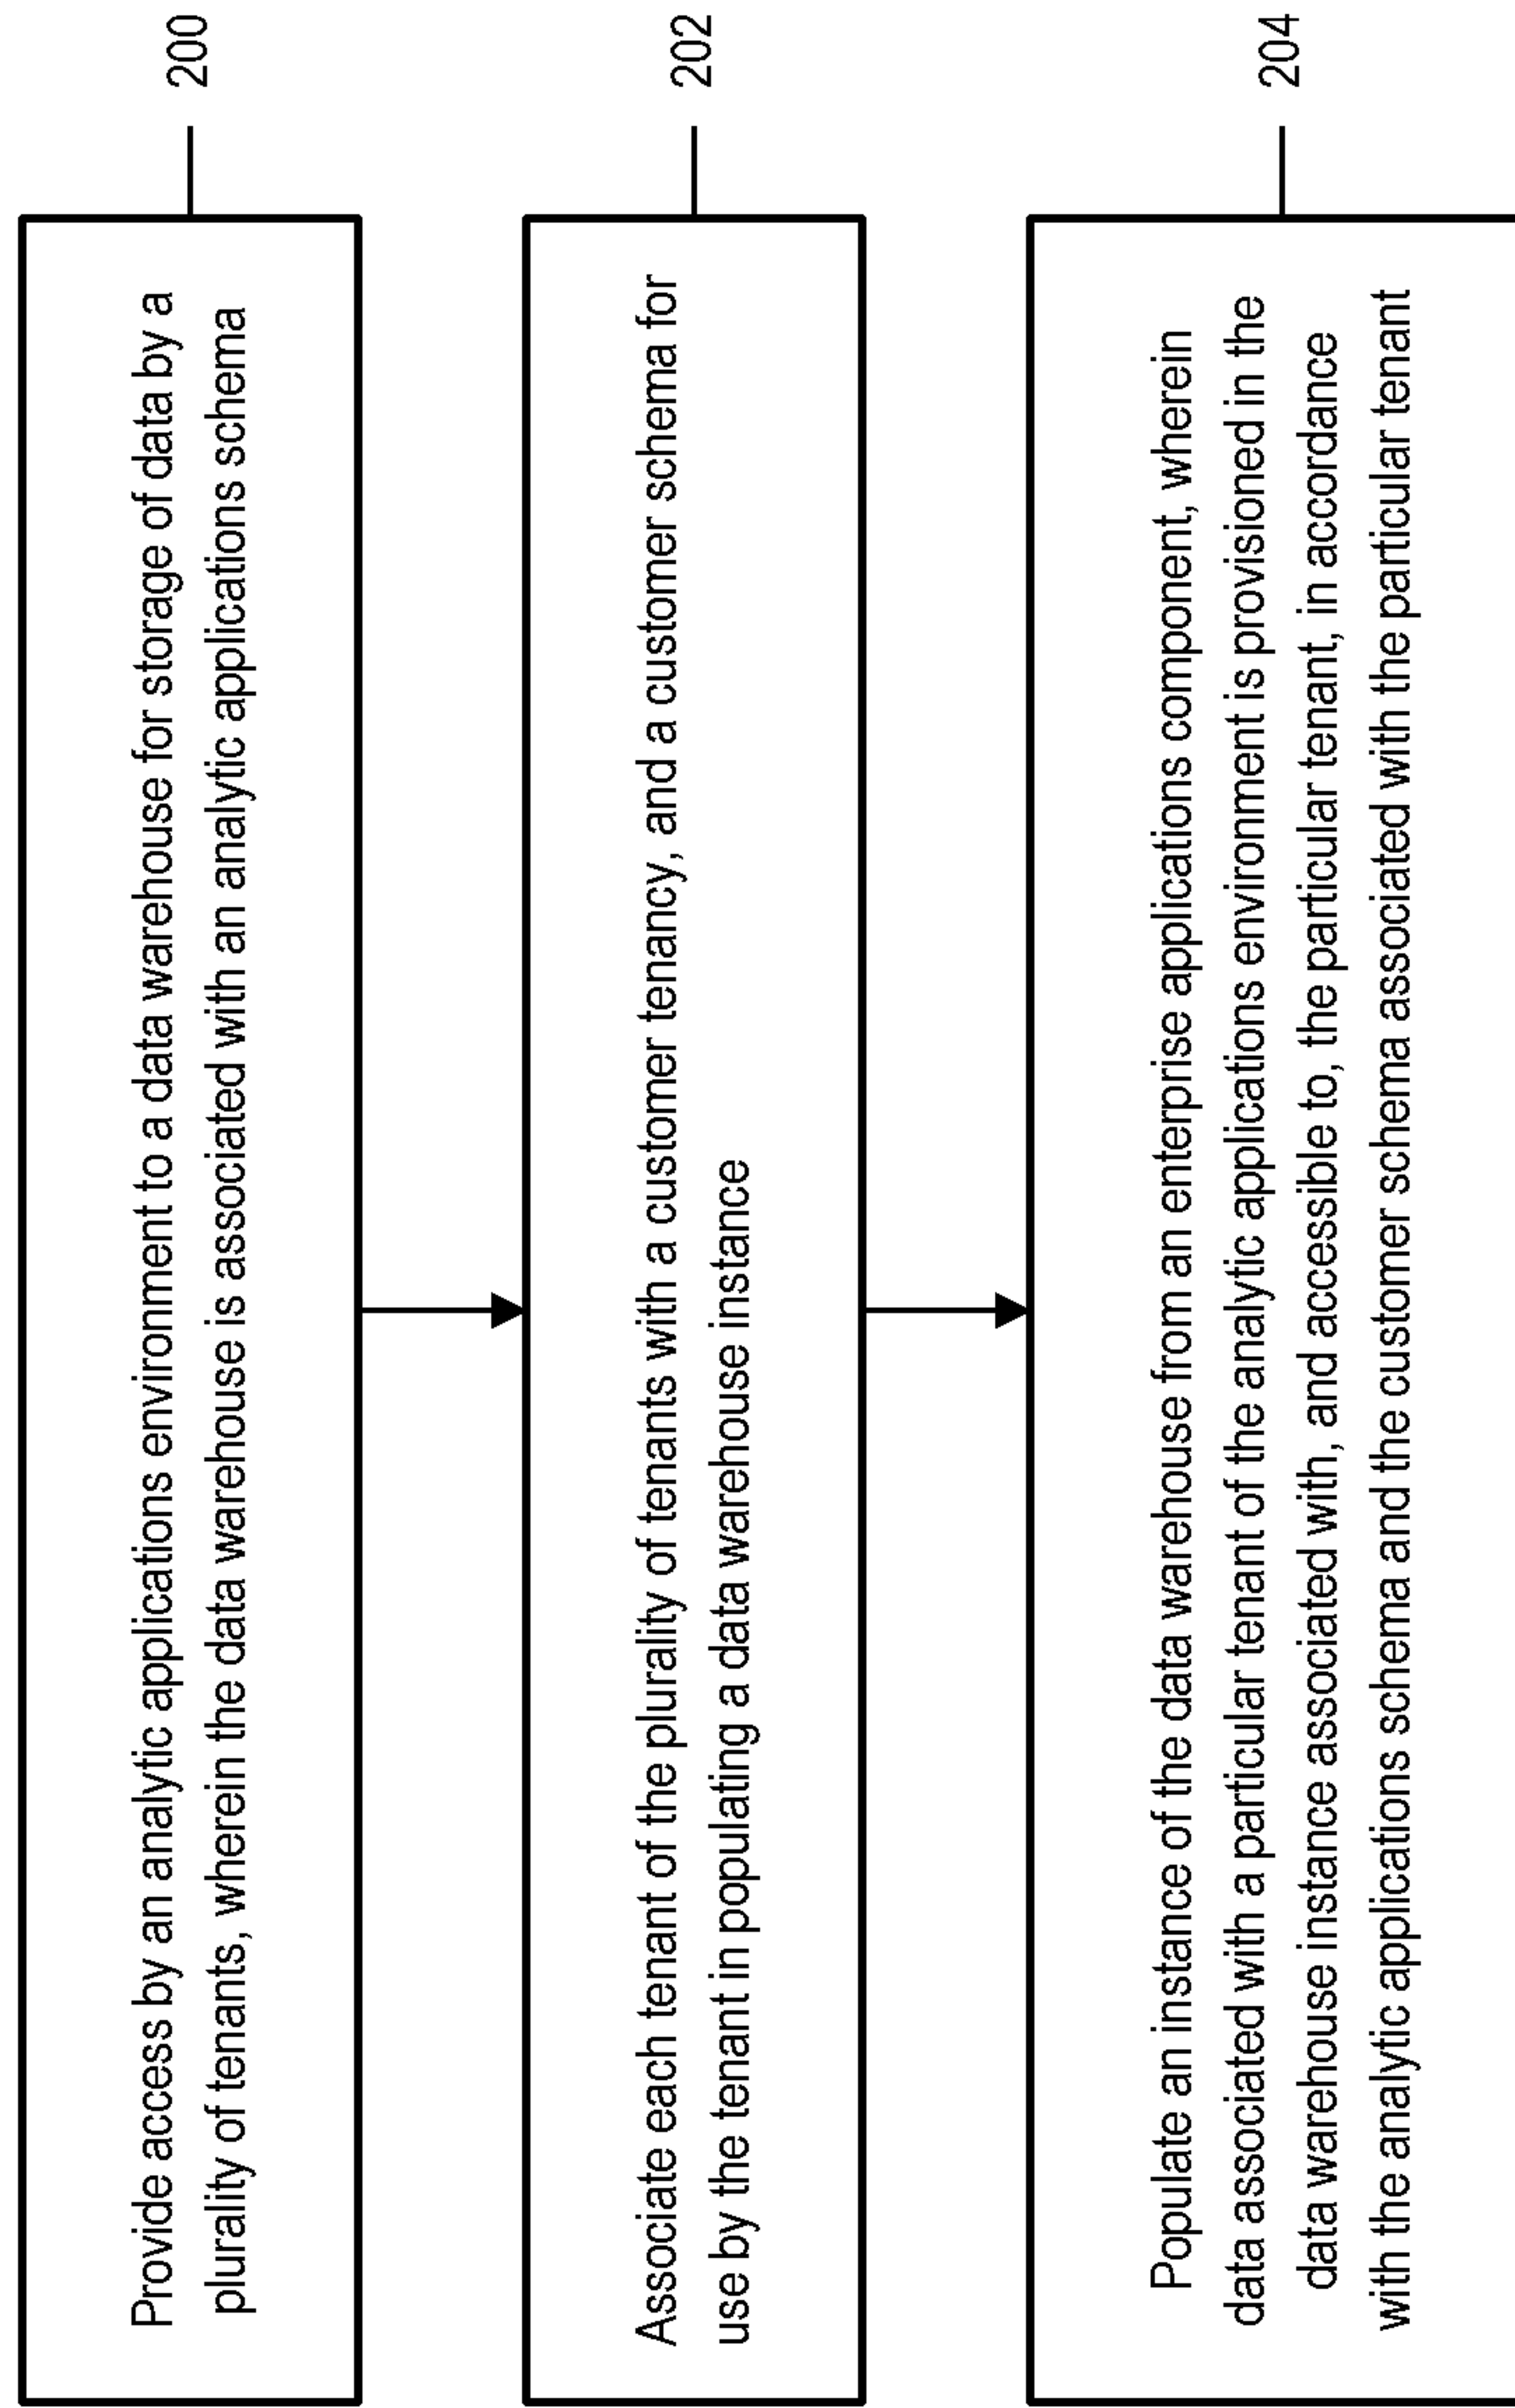 Provide access by an analytic applications environment to a data warehouse for storage of data by a
plurality of tenants, wherein the data warehouse is associated with an analytic applications schema
200
Associate each tenant of the plurality of tenants with a customer tenancy, and a customer schema for
use by the tenant in populating a data warehouse instance
202
Populate an instance of the data warehouse from an enterprise applications component, wherein
data associated with a particular tenant of the analytic applications environment is provisioned in the
data warehouse instance associated with, and accessible to, the particular tenant, in accordance
with the analytic applications schema and the customer schema associated with the particular tenant
204